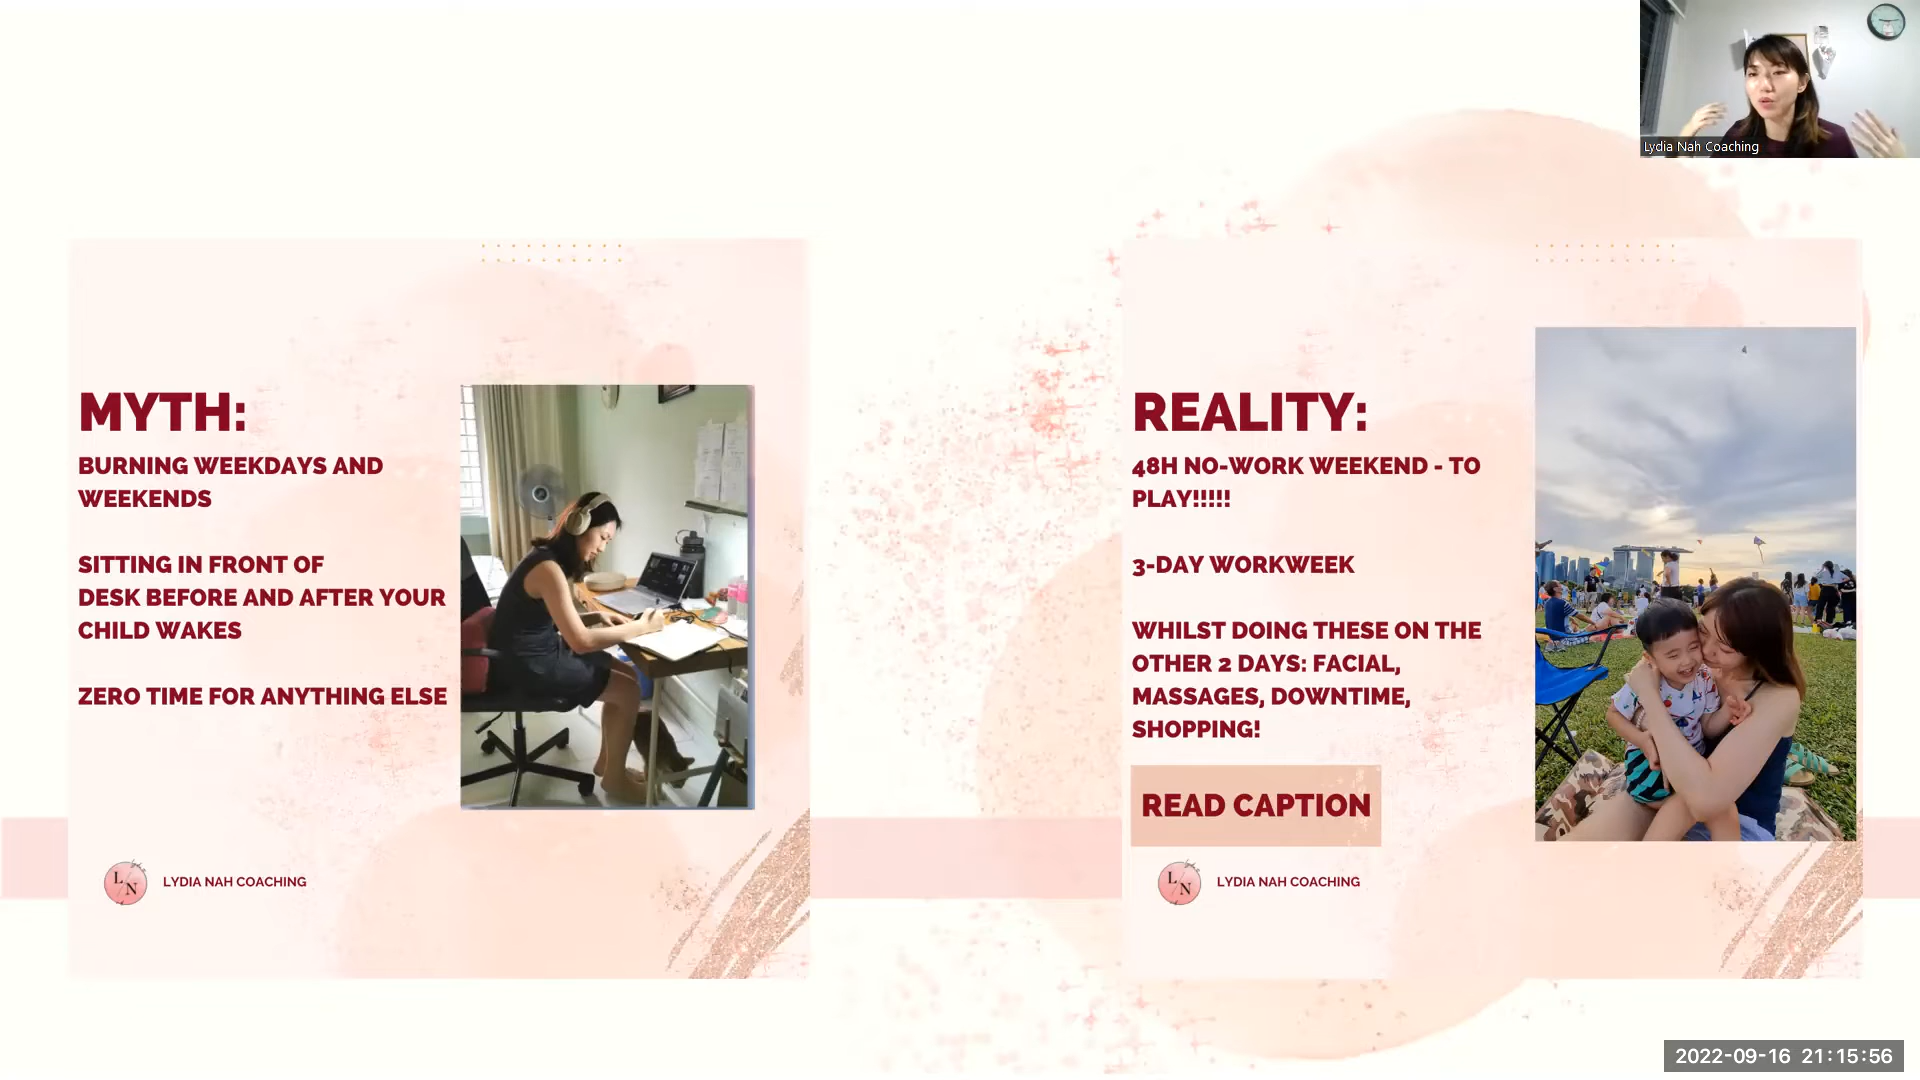 Lydia Nah Coaching
MYTH:
BURNING WEEKDAYS AND
WEEKENDS
SITTING IN FRONT OF
DESK BEFORE AND AFTER YOUR
CHILD WAKES
ZERO TIME FOR ANYTHING ELSE
L N
LYDIA NAH COACHING
REALITY:
48H NO-WORK WEEKEND - TO
PLAY!!!!!
3-DAY WORKWEEK
WHILST DOING THESE ON THE
OTHER 2 DAYS: FACIAL,
MASSAGES, DOWNTIME,
SHOPPING!
READ CAPTION
L N
LYDIA NAH COACHING
2022-09-16 21:15:56